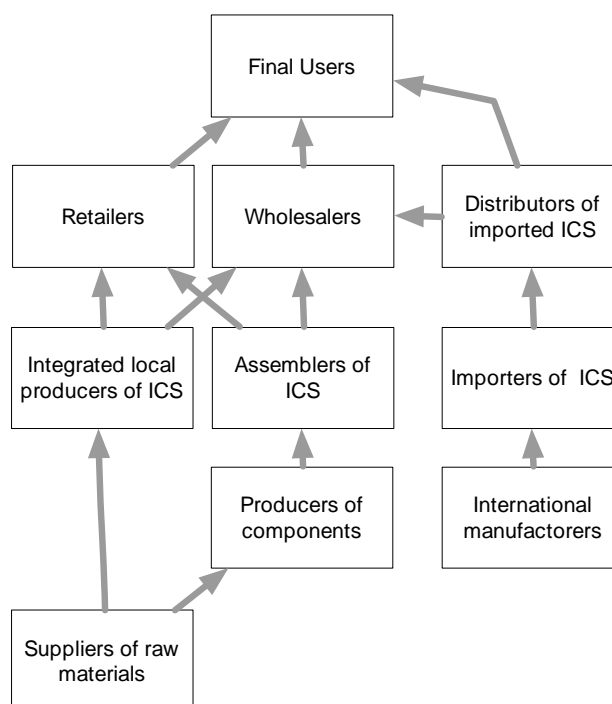 Final Users
Retailers
Wholesalers
Distributors of
imported ICS
Integrated local
producers of ICS
Assemblers of
ICS
Importers of ICS
Producers of
components
International
manufactorers
Suppliers of raw
materials